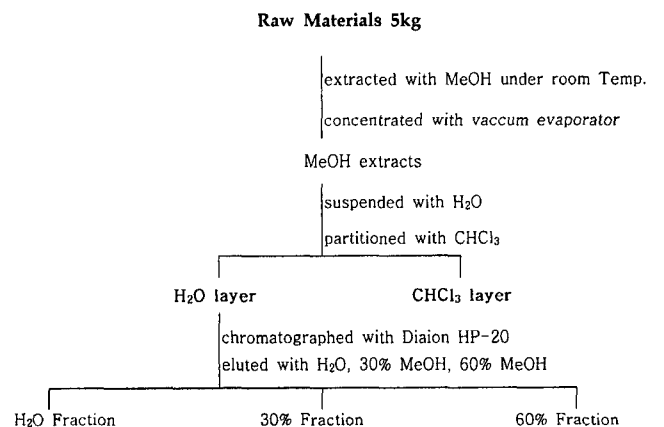 Raw Materials 5kg
extracted with MeOH under room Temp.
concentrated with vaccum evaporator
MeOH extracts
suspended with H₂O
partitioned with CHCl₃
H₂O layer CHCl₃ layer
chromatographed with Diaion HP-20
eluted with H₂O, 30% MeOH, 60% MeOH
H₂O Fraction 30% Fraction 60% Fraction